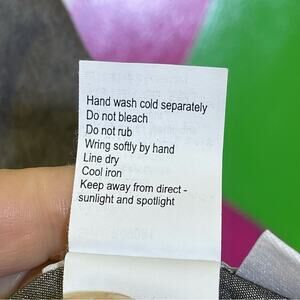 Hand wash cold separately
Do not bleach
Do not rub
Wring softly by hand
Line dry
Cool iron
Keep away from direct -
sunlight and spotlight